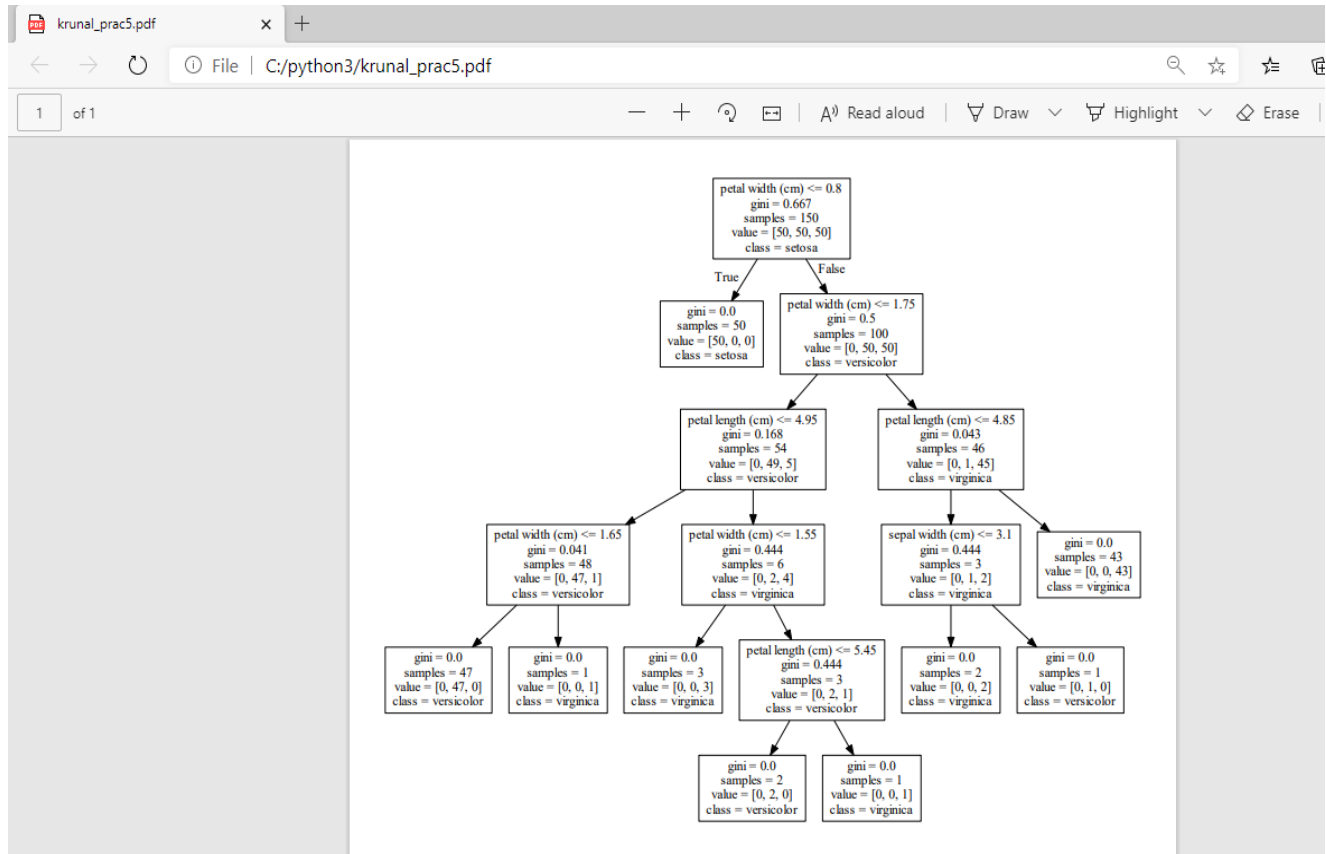 krunal_prac5.pdf
File
C:/python3/krunal_prac5.pdf
1 of 1
Read aloud
Draw
Highlight
Erase
petal width (cm) <= 0.8
gini = 0.667
samples = 150
value = [50, 50, 50]
class = setosa
True
False
gini = 0.0
samples = 50
value = [50, 0, 0]
class = setosa
petal width (cm) <= 1.75
gini = 0.5
samples = 100
value = [0, 50, 50]
class = versicolor
petal length (cm) <= 4.95
gini = 0.168
samples = 54
value = [0, 49, 5]
class = versicolor
petal length (cm) <= 4.85
gini = 0.043
samples = 46
value = [0, 1, 45]
class = virginica
petal width (cm) <= 1.65
gini = 0.041
samples = 48
value = [0, 47, 1]
class = versicolor
petal width (cm) <= 1.55
gini = 0.444
samples = 6
value = [0, 2, 4]
class = virginica
sepal width (cm) <= 3.1
gini = 0.444
samples = 3
value = [0, 1, 2]
class = virginica
gini = 0.0
samples = 43
value = [0, 0, 43]
class = virginica
gini = 0.0
samples = 47
value = [0, 47, 0]
class = versicolor
gini = 0.0
samples = 1
value = [0, 0, 1]
class = virginica
gini = 0.0
samples = 3
value = [0, 0, 3]
class = virginica
petal length (cm) <= 5.45
gini = 0.444
samples = 3
value = [0, 2, 1]
class = versicolor
gini = 0.0
samples = 2
value = [0, 0, 2]
class = virginica
gini = 0.0
samples = 1
value = [0, 1, 0]
class = versicolor
gini = 0.0
samples = 2
value = [0, 2, 0]
class = versicolor
gini = 0.0
samples = 1
value = [0, 0, 1]
class = virginica